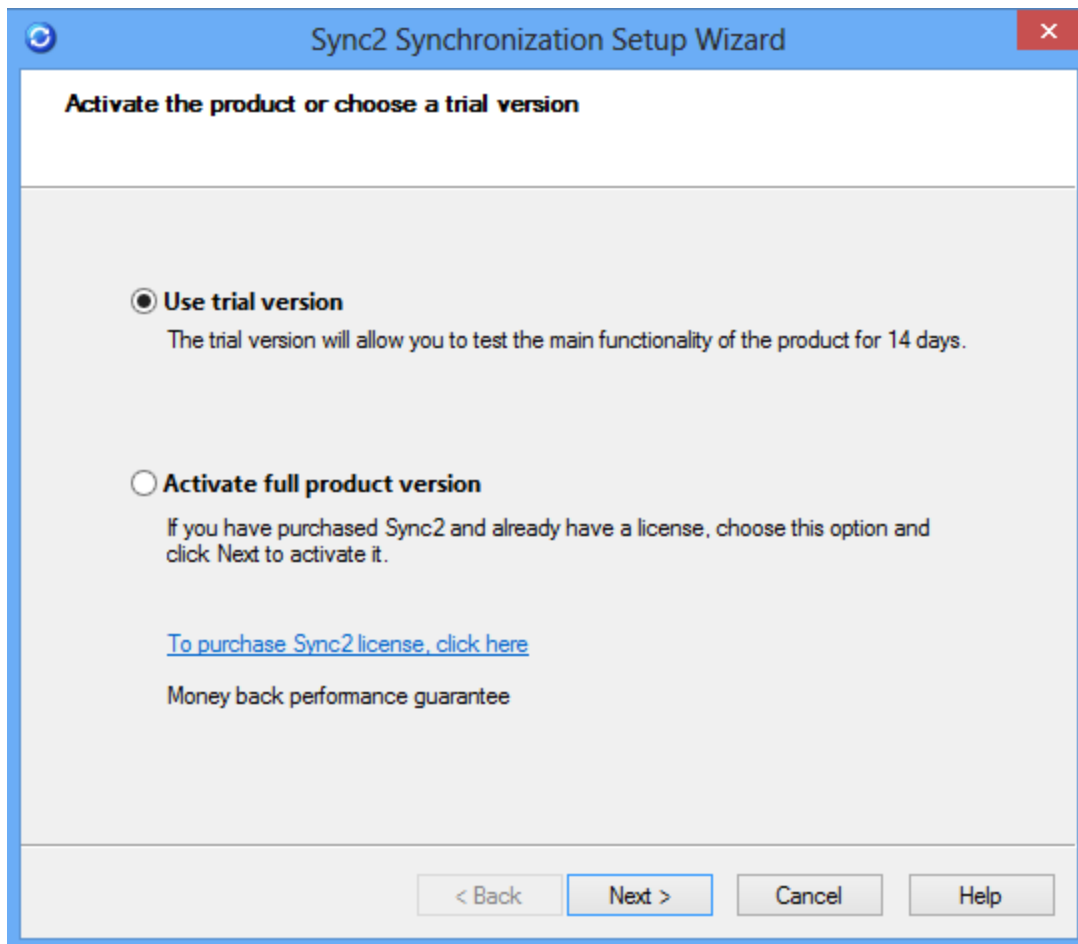 Sync2 Synchronization Setup Wizard
Activate the product or choose a trial version
Use trial version
The trial version will allow you to test the main functionality of the product for 14 days.
Activate full product version
If you have purchased Sync2 and already have a license, choose this option and
click Next to activate it.
To purchase Sync2 license, click here
Money back performance guarantee
< Back Next > Cancel Help